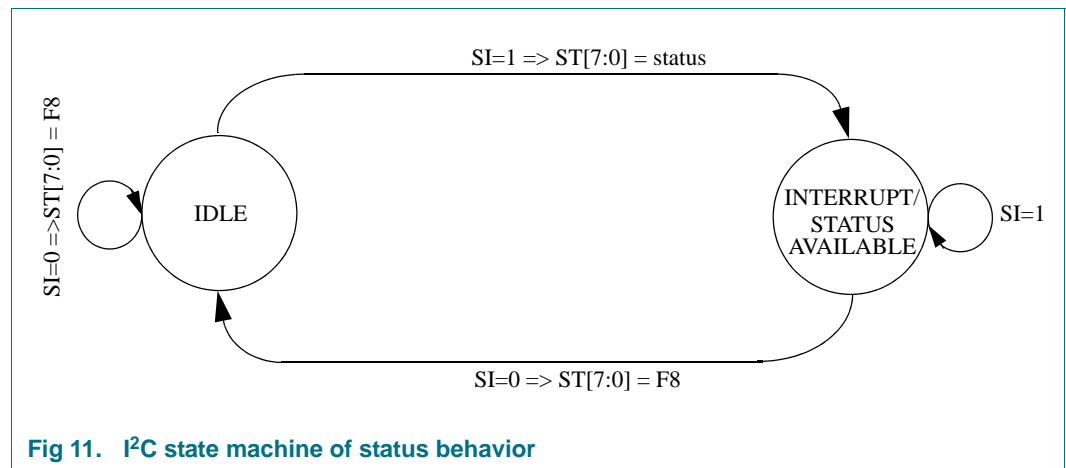 SI=1 => ST[7:0] = status
SI=0 =>ST[7:0] = F8
IDLE
INTERRUPT/
STATUS
AVAILABLE
SI=1
SI=0 => ST[7:0] = F8
Fig 11. I²C state machine of status behavior